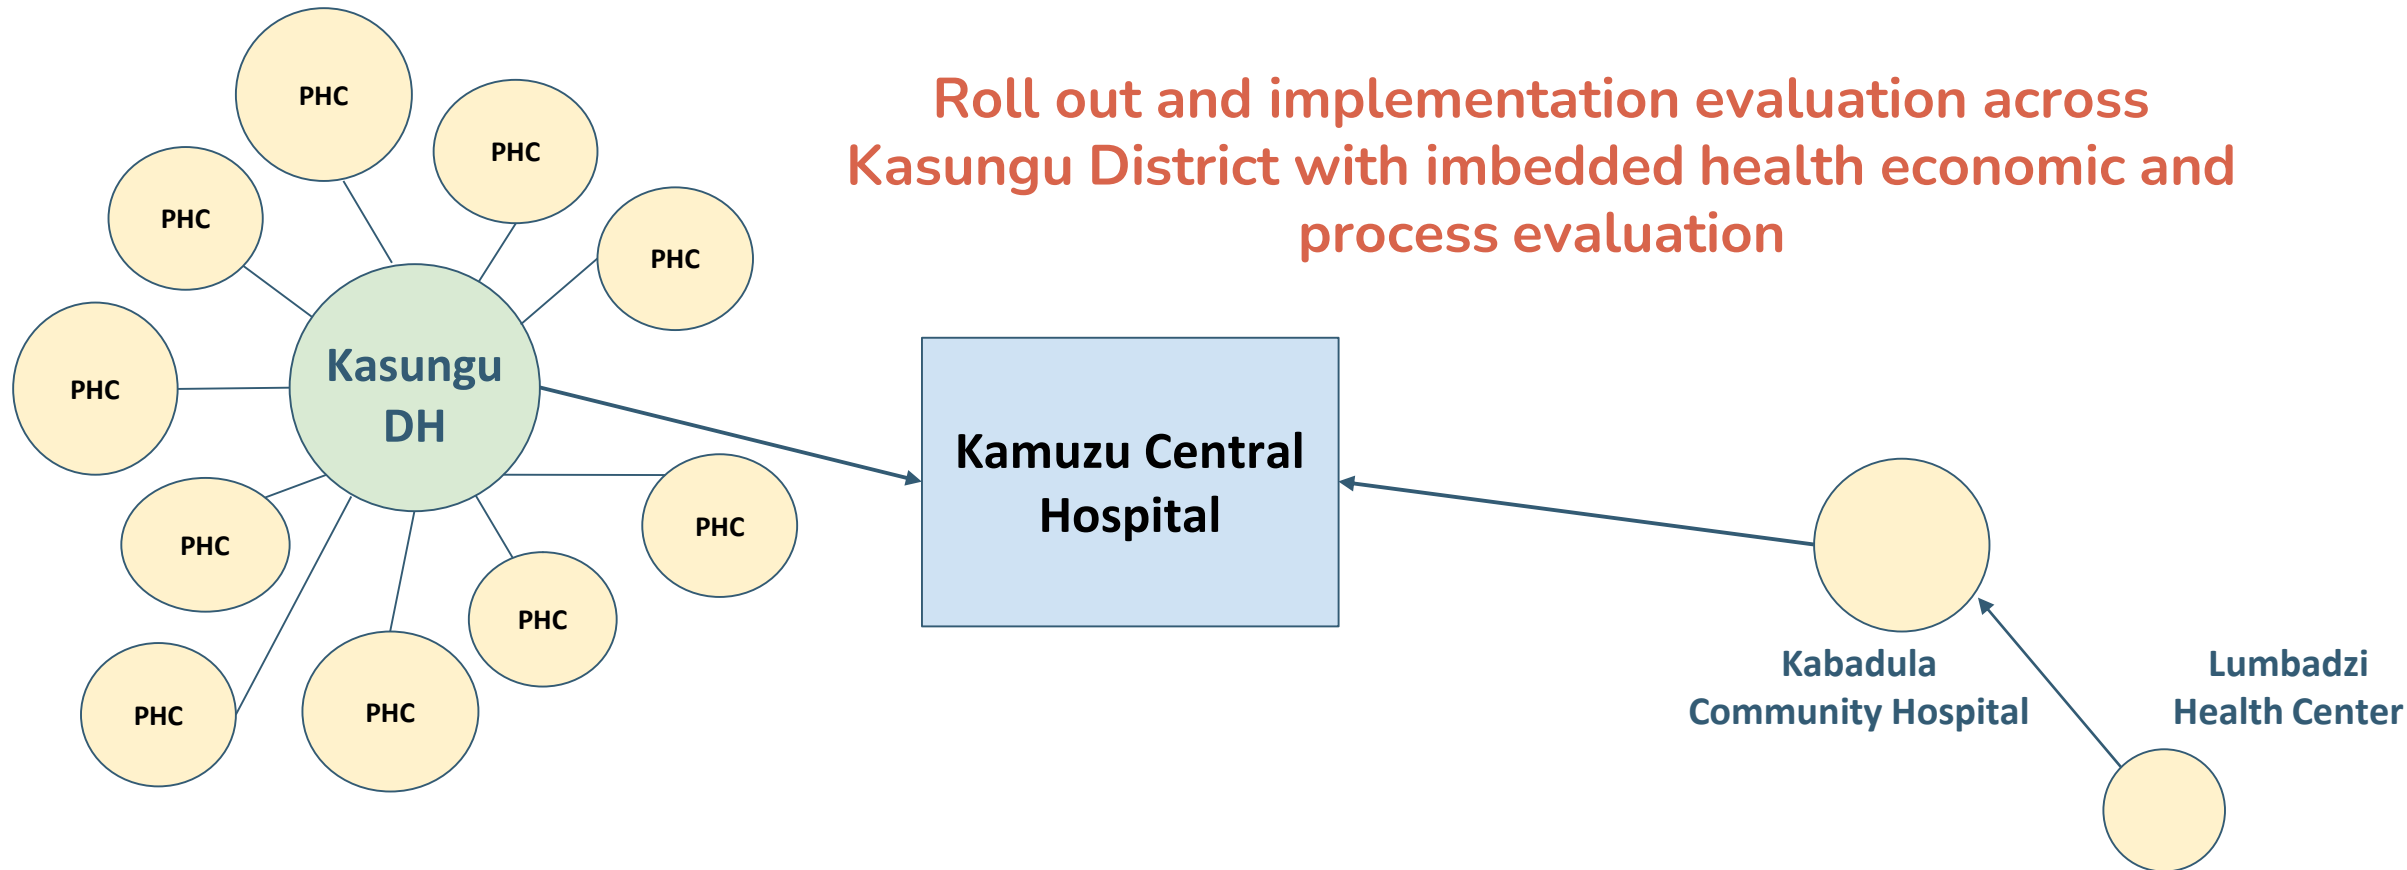 Roll out and implementation evaluation across
Kasungu District with imbedded health economic and
process evaluation
PHC
PHC
PHC
PHC
PHC
Kasungu
DH
PHC
PHC
PHC
PHC
PHC
Kamuzu Central
Hospital
Kabadula
Community Hospital
Lumbadzi
Health Center